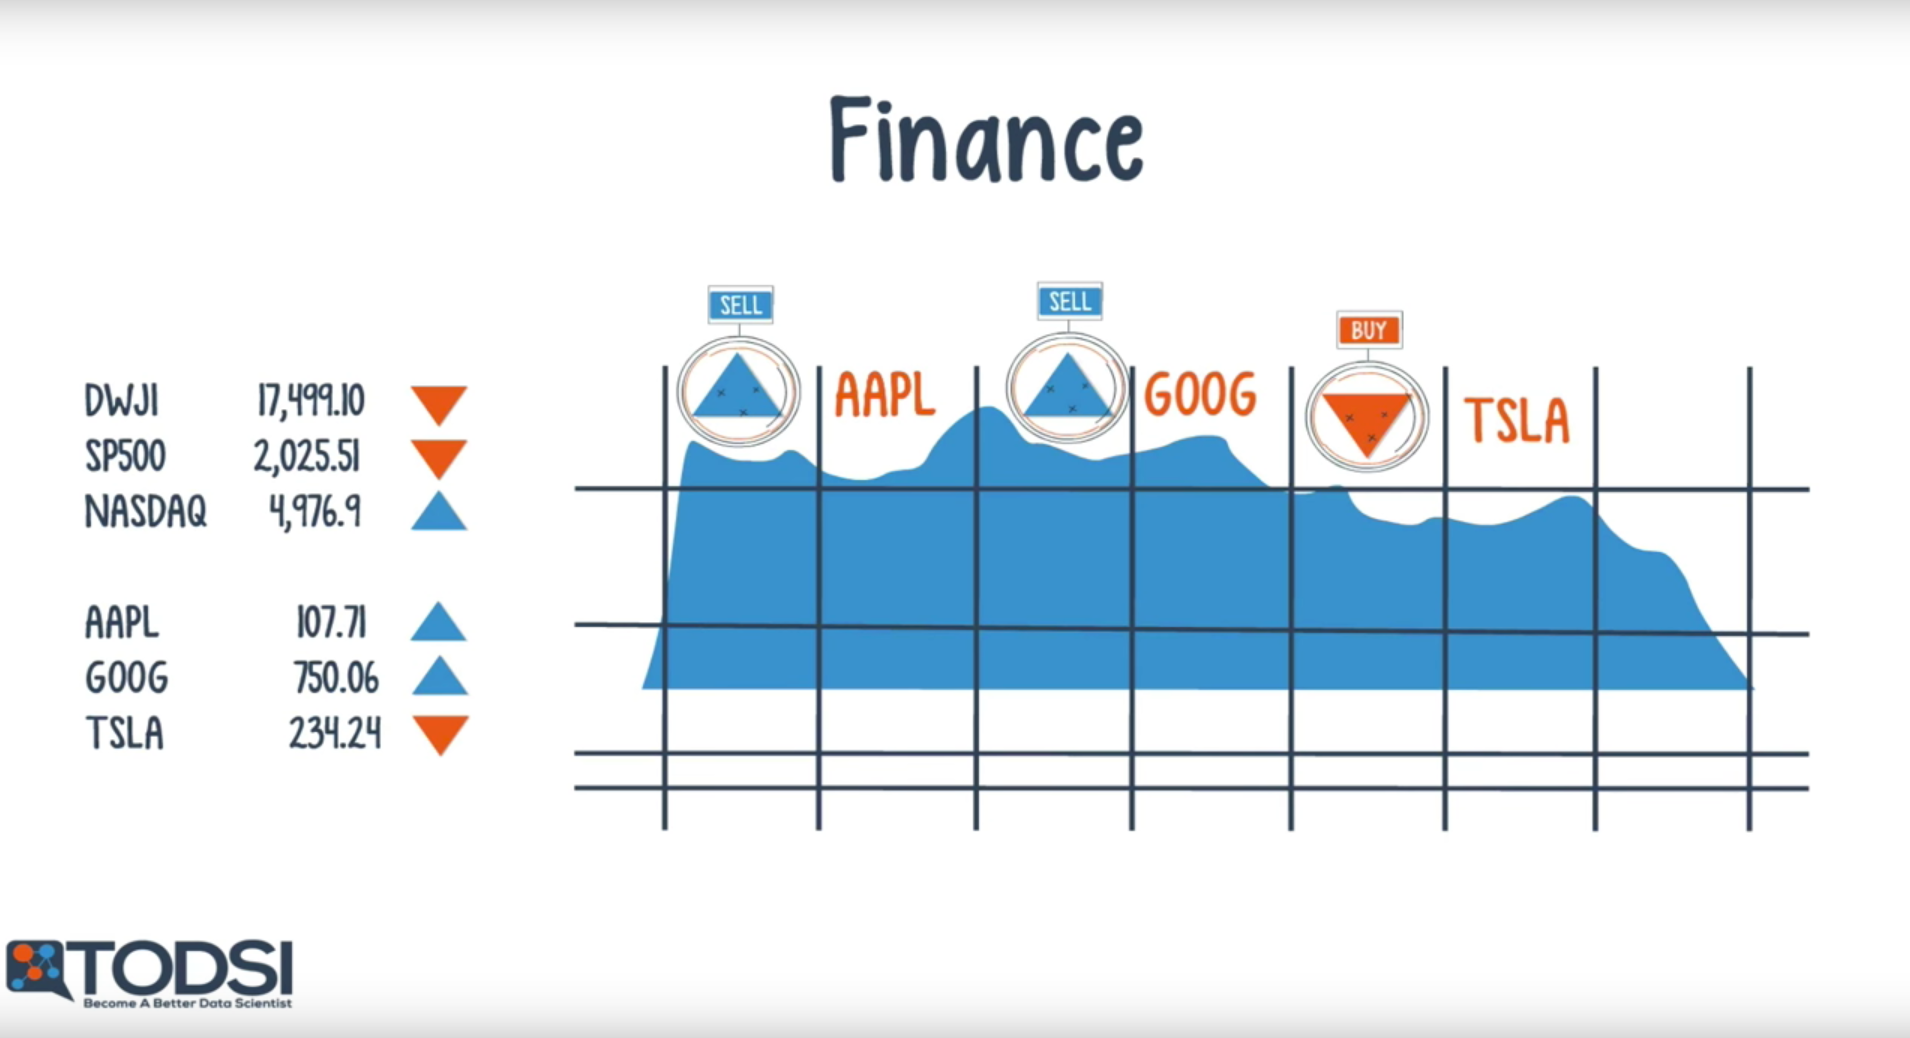 Finance
SELL
SELL
BUY
AAPL
GOOG
TSLA
DWJI 17,499.10
SP500 2,025.51
NASDAQ 4,976.9
AAPL 107.71
GOOG 750.06
TSLA 234.24
TODSI
Become A Better Data Scientist